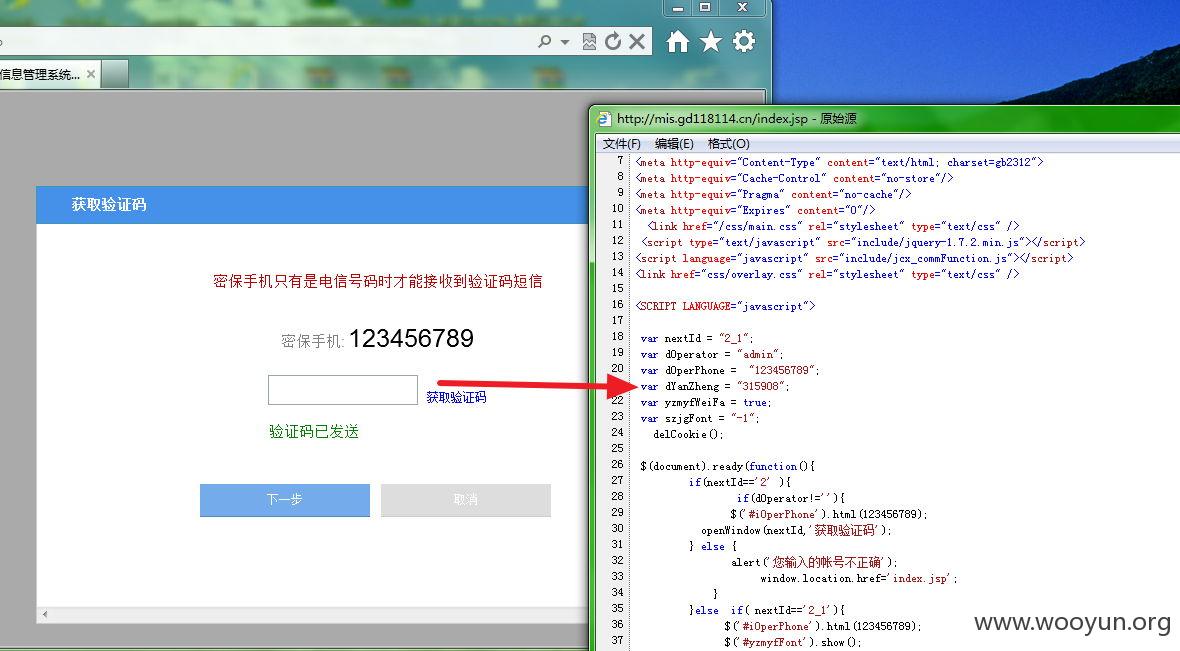 信息管理系统...
获取验证码
密保手机只有是电信号码时才能接收到验证码短信
密保手机: 123456789
获取验证码
验证码已发送
下一步 取消
http://mis.gd118114.cn/index.jsp - 原始源
文件(F) 编辑(E) 格式(O)
7 <meta http-equiv="Content-Type" content="text/html; charset=gb2312">
8 <meta http-equiv="Cache-Control" content="no-store"/>
9 <meta http-equiv="Pragma" content="no-cache"/>
10 <meta http-equiv="Expires" content="0"/>
11 <link href="/css/main.css" rel="stylesheet" type="text/css" />
12 <script type="text/javascript" src="include/jquery-1.7.2.min.js"></script>
13 <script language="javascript" src="include/jcx_commFunction.js"></script>
14 <link href="css/overlay.css" rel="stylesheet" type="text/css" />
15
16 <SCRIPT LANGUAGE="javascript">
17
18 var nextId = "2_1";
19 var dOperator = "admin";
20 var dOperPhone =  "123456789";
var dYanZheng = "315908";
22 var yzmyfWeiFa = true;
23 var szjgFont = "-1";
24 delCookie();
25
26 $(document).ready(function(){
27 if(nextId=='2' ){
28 if(dOperator!=''){
29 $('#iOperPhone').html(123456789);
30 openWindow(nextId,'获取验证码');
31 } else {
32 alert('您输入的帐号不正确');
33 window.location.href='index.jsp';
34 }
35 }else  if( nextId=='2_1'){
36 $('#iOperPhone').html(123456789);
37 $('#yzmyfFont').show();
www.wooyun.org